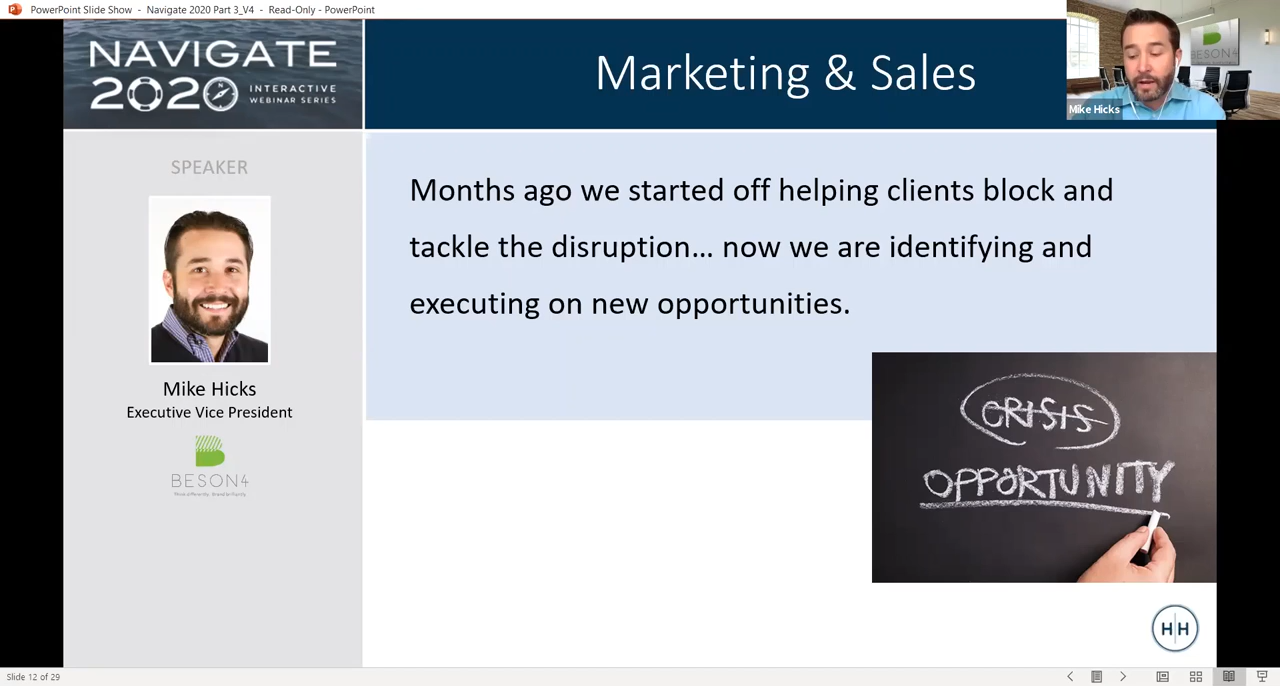 PowerPoint Slide Show - Navigate 2020 Part 3_V4 - Read-Only - PowerPoint
NAVIGATE
2020 INTERACTIVE
WEBINAR SERIES
Marketing & Sales
BESON4
Mike Hicks
SPEAKER
Mike Hicks
Executive Vice President
BESON4
Months ago we started off helping clients block and
tackle the disruption... now we are identifying and
executing on new opportunities.
CRISIS
OPPORTUNITY
H|H
Slide 12 of 29